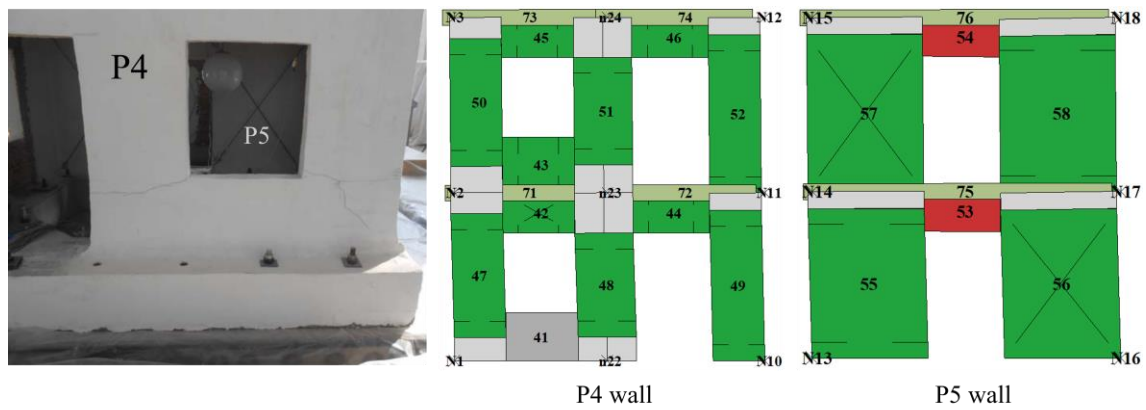 P4
P5
N3 73 n24 74 N12
45 46
50 51 52
43
N2 71 n23 72 N11
42 44
47 48 49
41
N1 n22 N10
P4 wall
N15 76 N18
54
57 58
N14 75 N17
53
55 56
N13 N16
P5 wall